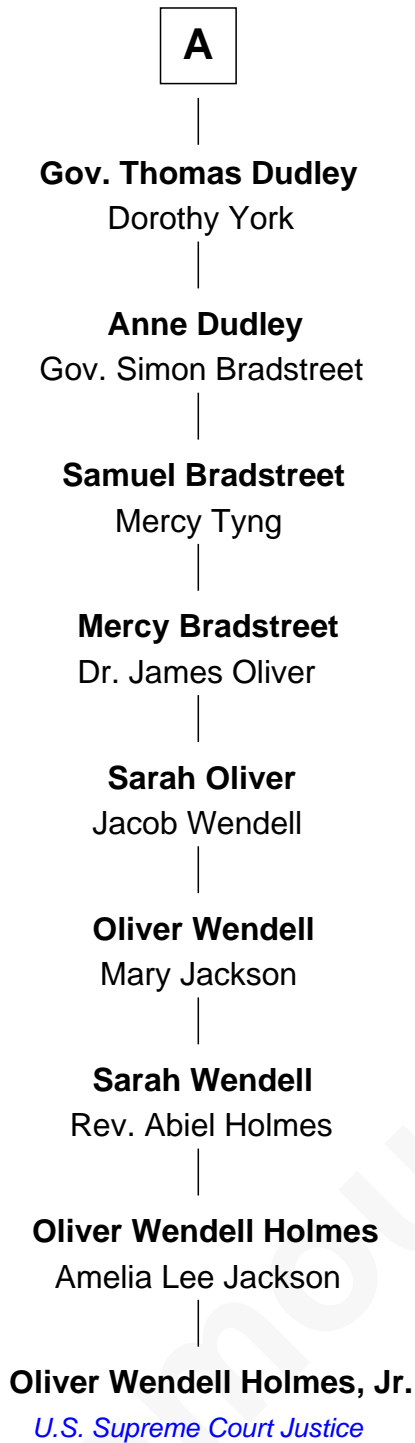 A
Gov. Thomas Dudley
Dorothy York
Anne Dudley
Gov. Simon Bradstreet
Samuel Bradstreet
Mercy Tyng
Mercy Bradstreet
Dr. James Oliver
Sarah Oliver
Jacob Wendell
Oliver Wendell
Mary Jackson
Sarah Wendell
Rev. Abiel Holmes
Oliver Wendell Holmes
Amelia Lee Jackson
Oliver Wendell Holmes, Jr.
U.S. Supreme Court Justice